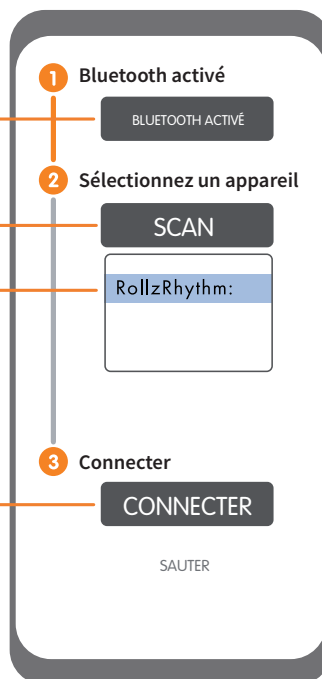 1 Bluetooth activé
BLUETOOTH ACTIVÉ
2 Sélectionnez un appareil
SCAN
RollzRhythm:
3 Connecter
CONNECTER
SAUTER